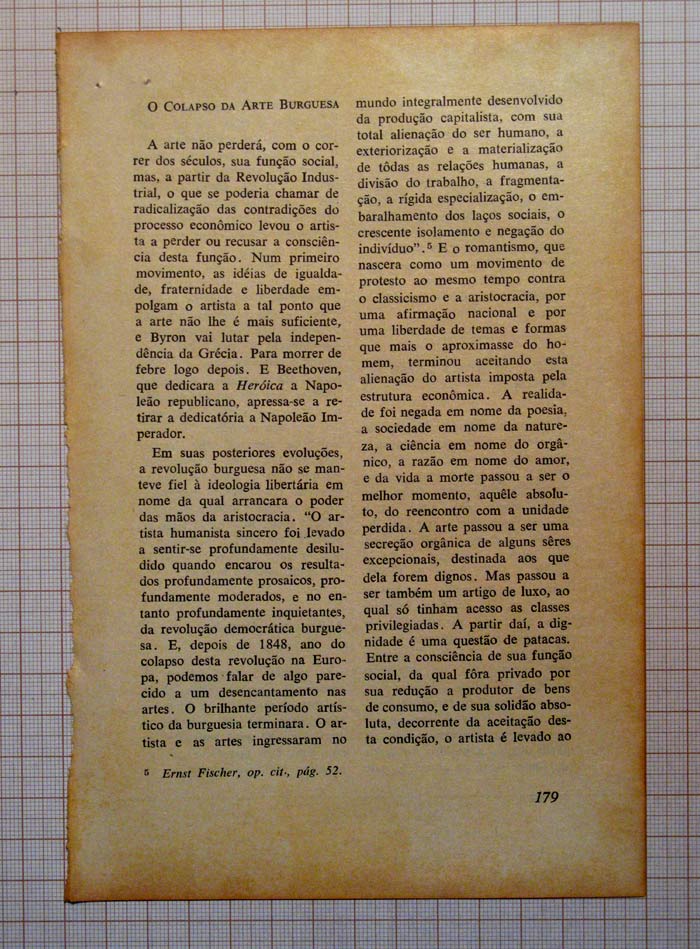 O COLAPSO DA ARTE BURGUESA
A arte não perderá, com o cor-
rer dos séculos, sua função social,
mas, a partir da Revolução Indus-
trial, o que se poderia chamar de
radicalização das contradições do
processo econômico levou o artis-
ta a perder ou recusar a consciên-
cia desta função. Num primeiro
movimento, as idéias de igualda-
de, fraternidade e liberdade em-
polgam o artista a tal ponto que
a arte não lhe é mais suficiente,
e Byron vai lutar pela indepen-
dência da Grécia. Para morrer de
febre logo depois. E Beethoven,
que dedicara a Heróica a Napo-
leão republicano, apressa-se a re-
tirar a dedicatória a Napoleão Im-
perador.
Em suas posteriores evoluções,
a revolução burguesa não se man-
teve fiel à ideologia libertária em
nome da qual arrancara o poder
das mãos da aristocracia. "O ar-
tista humanista sincero foi levado
a sentir-se profundamente desilu-
dido quando encarou os resulta-
dos profundamente prosaicos, pro-
fundamente moderados, e no en-
tanto profundamente inquietantes,
da revolução democrática burgue-
sa. E, depois de 1848, ano do
colapso desta revolução na Euro-
pa, podemos falar de algo pare-
cido a um desencantamento nas
artes. O brilhante período artís-
tico da burguesia terminara. O ar-
tista e as artes ingressaram no
5 Ernst Fischer, op. cit., pág. 52.
mundo integralmente desenvolvido
da produção capitalista, com sua
total alienação do ser humano, a
exteriorização e a materialização
de tôdas as relações humanas, a
divisão do trabalho, a fragmenta-
ção, a rígida especialização, o em-
baralhamento dos laços sociais, o
crescente isolamento e negação do
indivíduo".5 E o romantismo, que
nascera como um movimento de
protesto ao mesmo tempo contra
o classicismo e a aristocracia, por
uma afirmação nacional e por
uma liberdade de temas e formas
que mais o aproximasse do ho-
mem, terminou aceitando esta
alienação do artista imposta pela
estrutura econômica. A realida-
de foi negada em nome da poesia,
a sociedade em nome da nature-
za, a ciência em nome do orgâ-
nico, a razão em nome do amor,
e da vida a morte passou a ser o
melhor momento, aquêle absolu-
to, do reencontro com a unidade
perdida. A arte passou a ser uma
secreção orgânica de alguns sêres
excepcionais, destinada aos que
dela forem dignos. Mas passou a
ser também um artigo de luxo, ao
qual só tinham acesso as classes
privilegiadas. A partir daí, a dig-
nidade é uma questão de patacas.
Entre a consciência de sua função
social, da qual fôra privado por
sua redução a produtor de bens
de consumo, e de sua solidão abso-
luta, decorrente da aceitação des-
ta condição, o artista é levado ao
179